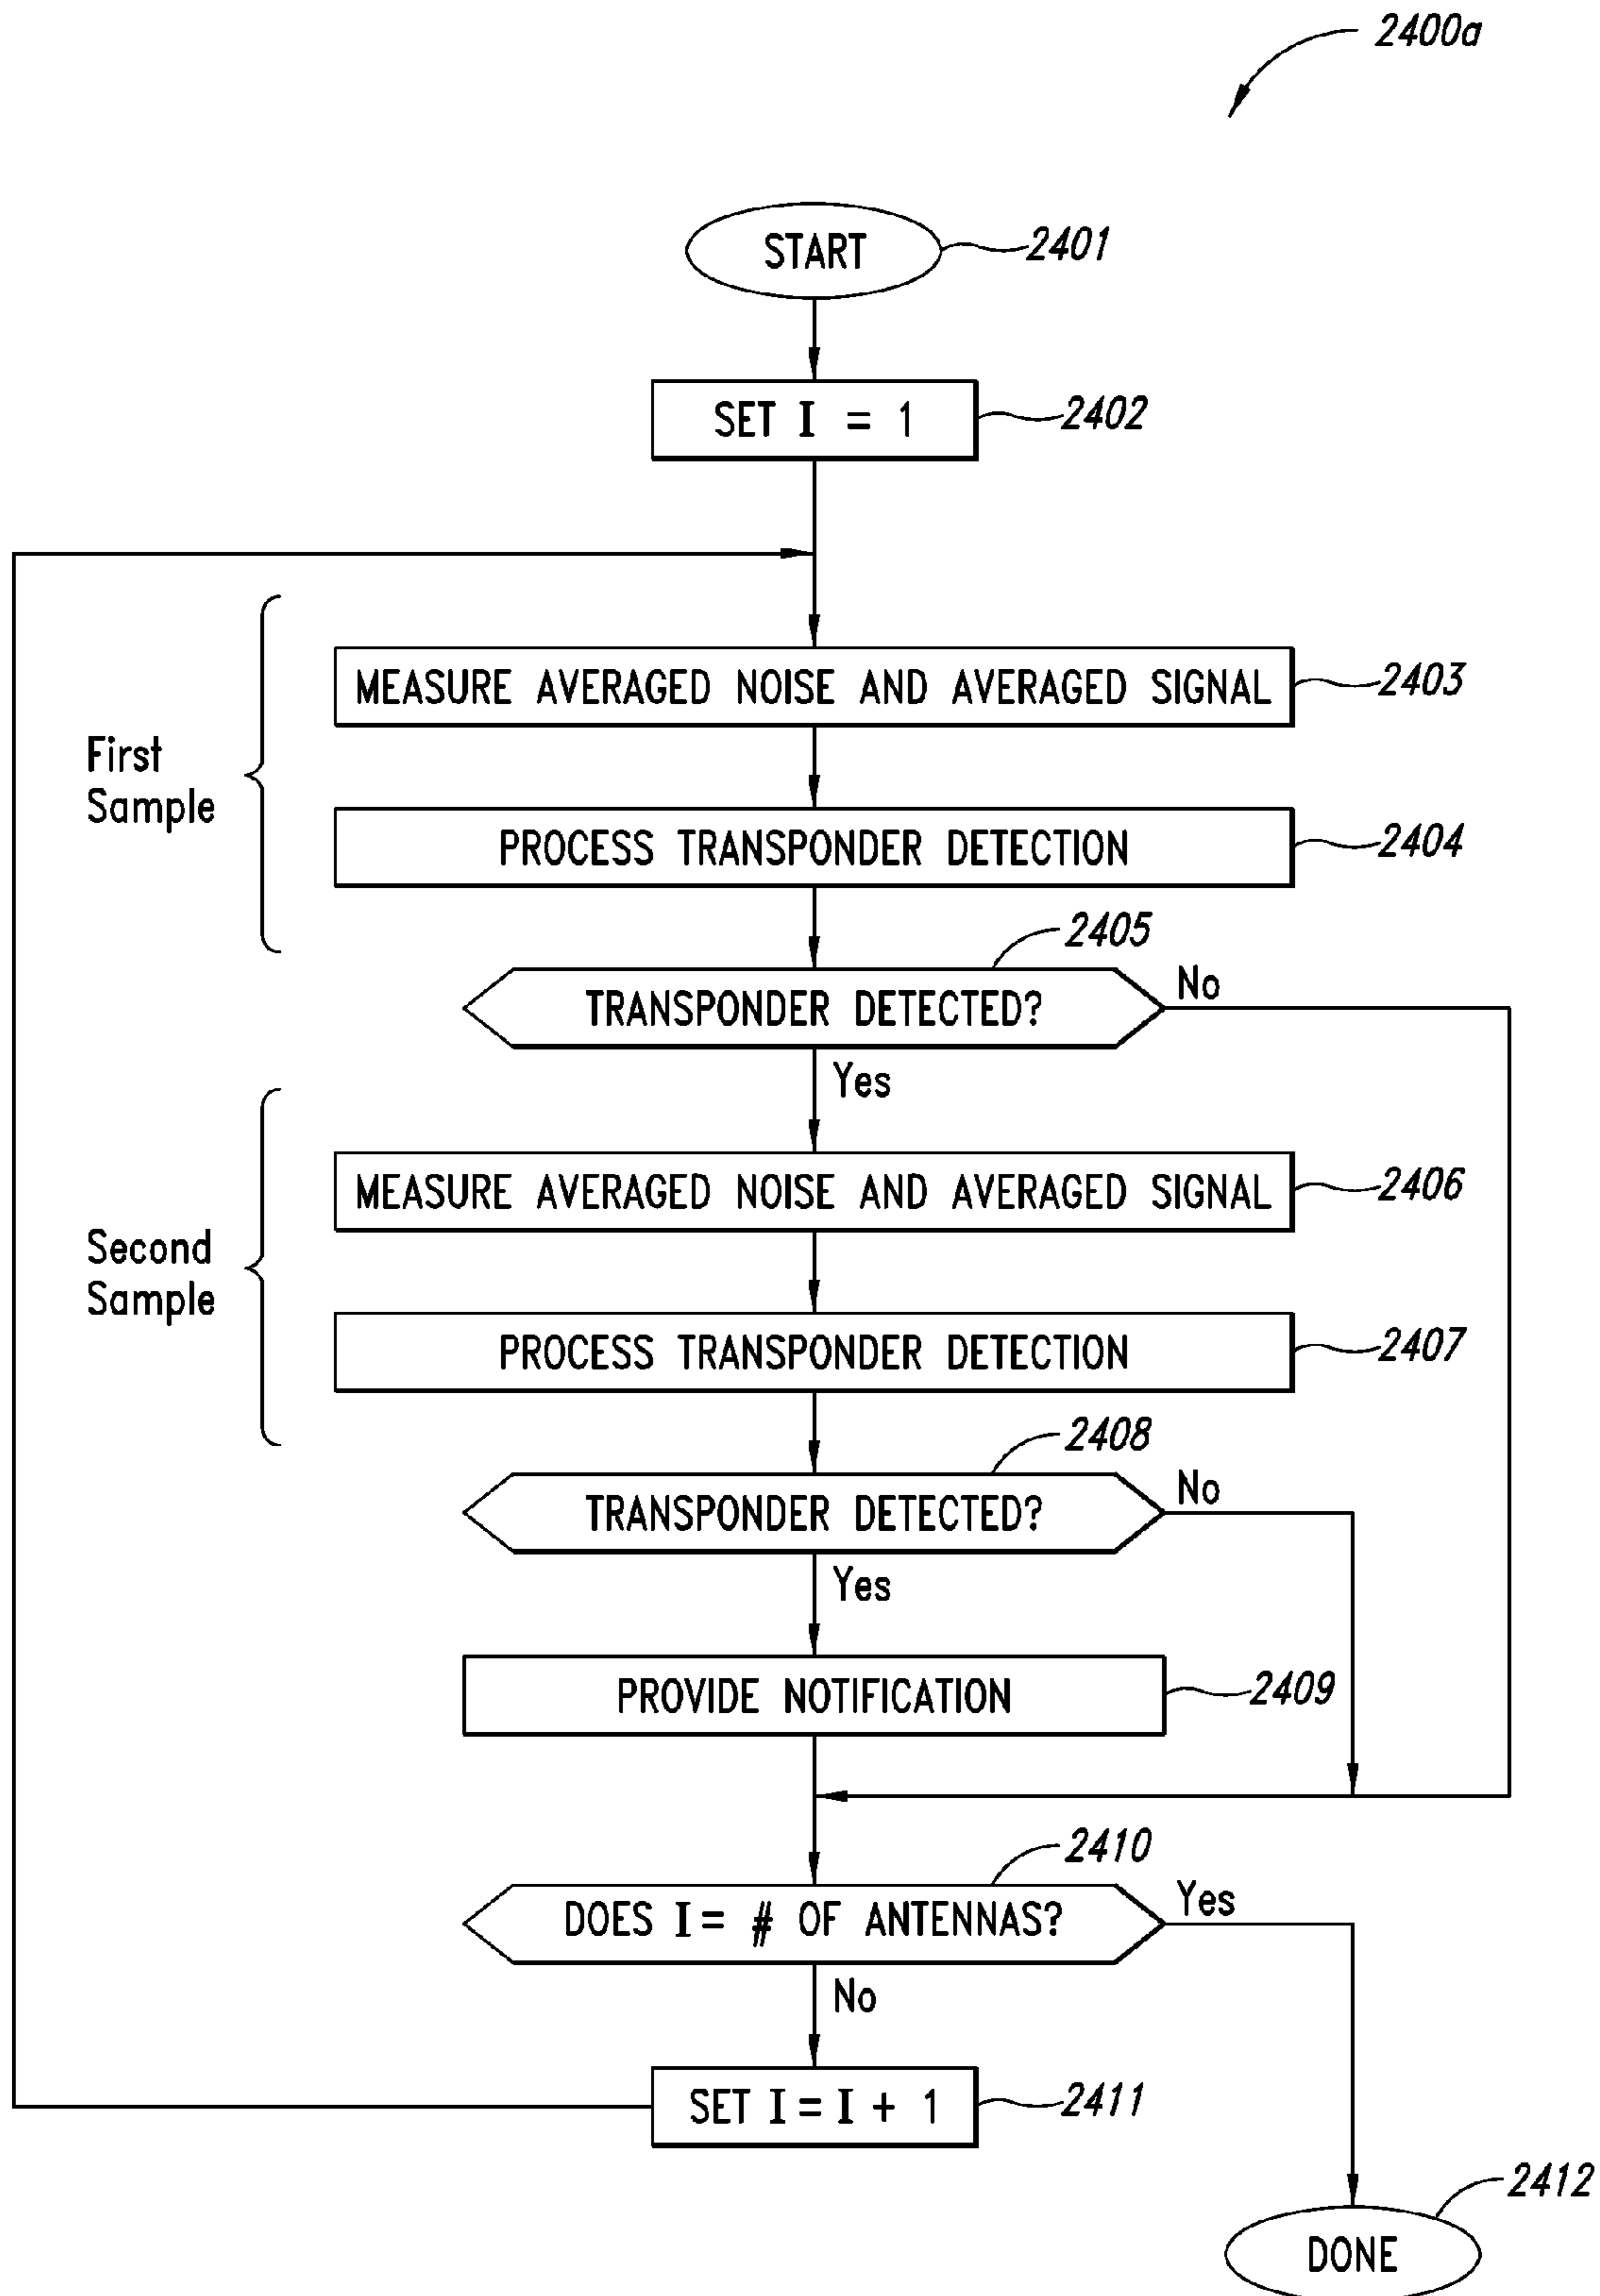 2400a
START
2401
SET I = 1
2402
MEASURE AVERAGED NOISE AND AVERAGED SIGNAL
2403
First
Sample
PROCESS TRANSPONDER DETECTION
2404
2405
TRANSPONDER DETECTED?
No
Yes
MEASURE AVERAGED NOISE AND AVERAGED SIGNAL
2406
Second
Sample
PROCESS TRANSPONDER DETECTION
2407
2408
TRANSPONDER DETECTED?
No
Yes
PROVIDE NOTIFICATION
2409
2410
DOES I = # OF ANTENNAS?
Yes
No
SET I = I + 1
2411
2412
DONE